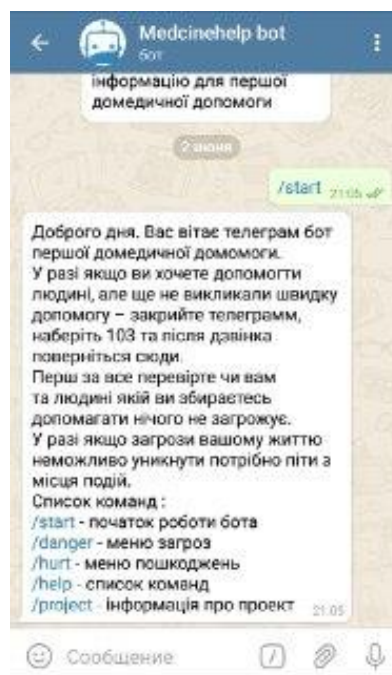 Medcinehelp bot
бот
інформацію для першої
домедичної допомоги
2 июня
/start 21:05
Доброго дня. Вас вітає телеграм бот
першої домедичної домомоги.
У разі якщо ви хочете допомогти
людині, але ще не викликали швидку
допомогу – закрийте телеграмм,
наберіть 103 та після дзвінка
поверніться сюди.
Перш за все перевірте чи вам
та людині якій ви збираєтесь
допомагати нічого не загрожує.
У разі якщо загрози вашому життю
неможливо уникнути потрібно піти з
місця подій.
Список команд :
/start - початок роботи бота
/danger - меню загроз
/hurt - меню пошкоджень
/help - список команд
/project - інформація про проект 21:05
Сообщение